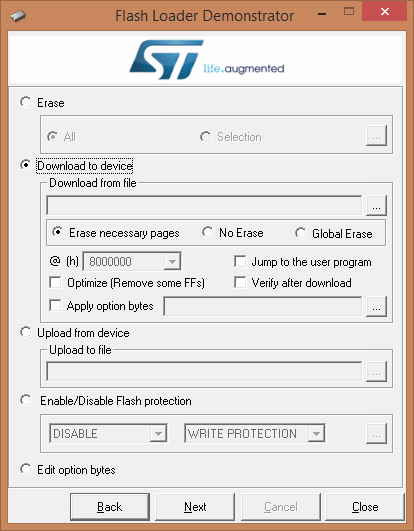 Flash Loader Demonstrator
ST life.augmented
Erase
All Selection ...
Download to device
Download from file
...
Erase necessary pages No Erase Global Erase
@ (h) 8000000 Jump to the user program
Optimize (Remove some FFs) Verify after download
Apply option bytes ...
Upload from device
Upload to file
...
Enable/Disable Flash protection
DISABLE WRITE PROTECTION ...
Edit option bytes
Back Next Cancel Close